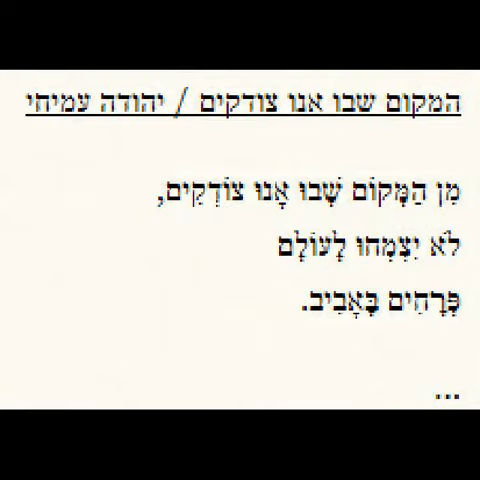 המקום שבו אנו צודקים / יהודה עמיחי
מִן הַמָּקוֹם שֶׁבּוּ אָנוּ צוֹדְקִים,
לֹא יִצְמְחוּ לְעוֹלָם
פְּרָחִים בָּאָבִיב.
...